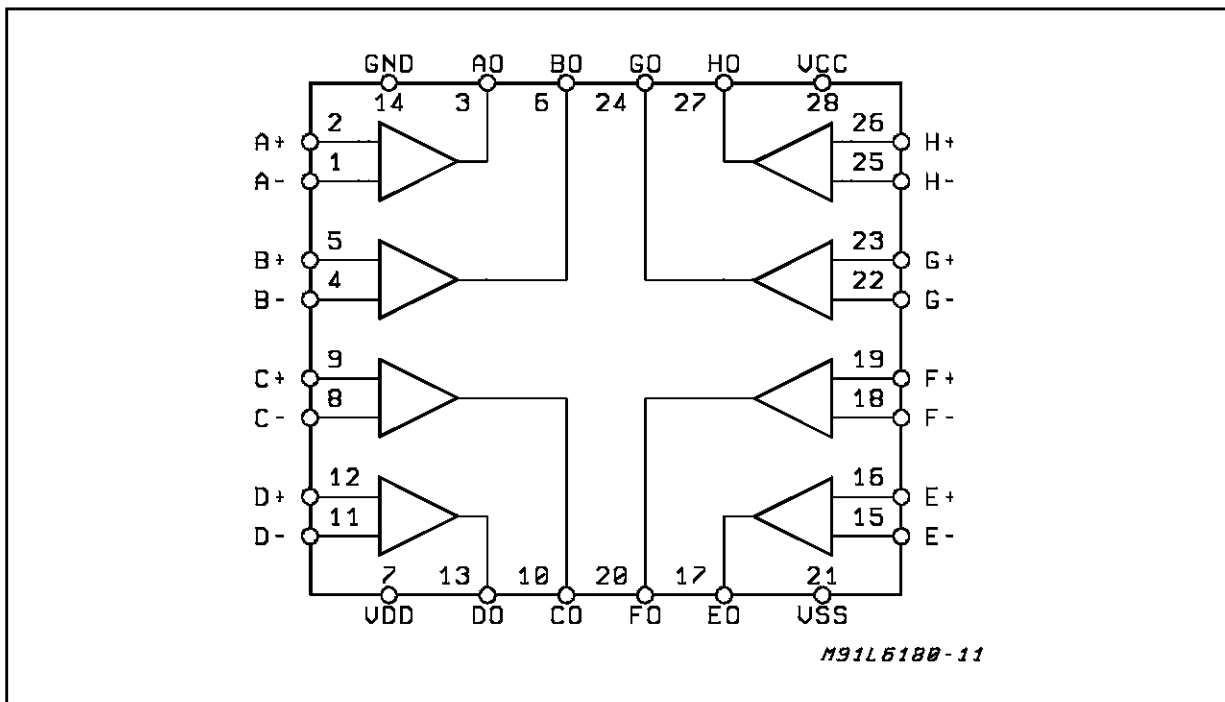 GND AO BO GO HO VCC
14 3 6 24 27 28
A+ 2 26 H+
A- 1 25 H-
B+ 5 23 G+
B- 4 22 G-
C+ 9 19 F+
C- 8 18 F-
D+ 12 16 E+
D- 11 15 E-
7 13 10 20 17 21
VDD DO CO FO EO VSS
M91L6180-11